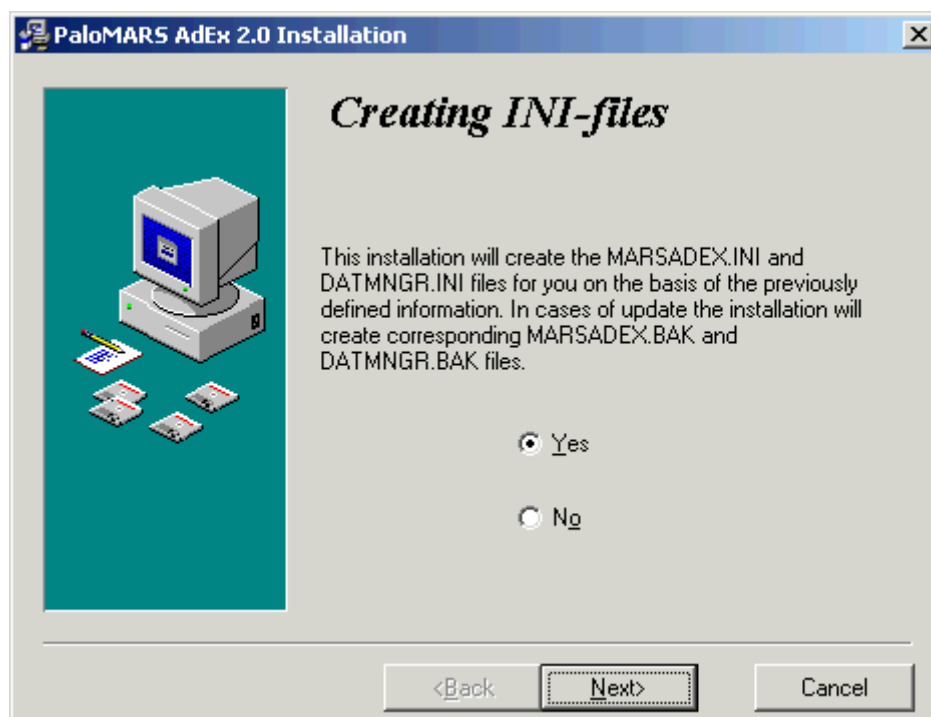 PaloMARS AdEx 2.0 Installation
Creating INI-files
This installation will create the MARSADEX.INI and
DATMNGR.INI files for you on the basis of the previously
defined information. In cases of update the installation will
create corresponding MARSADEX.BAK and
DATMNGR.BAK files.
Yes
No
<Back
Next>
Cancel